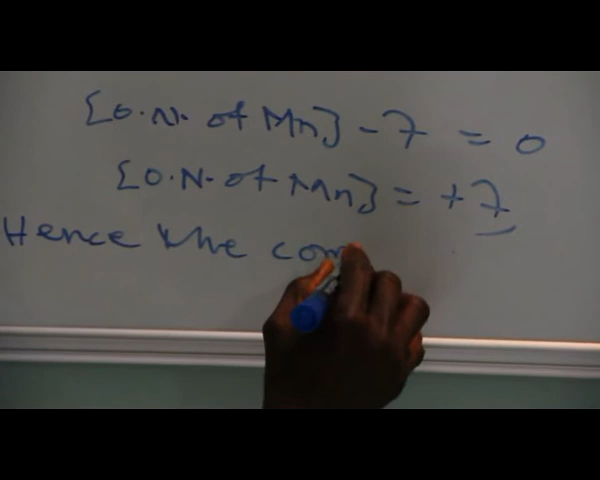 [O.N. of Mn] - 7 = 0
[O.N. of Mn] = +7
Hence the com